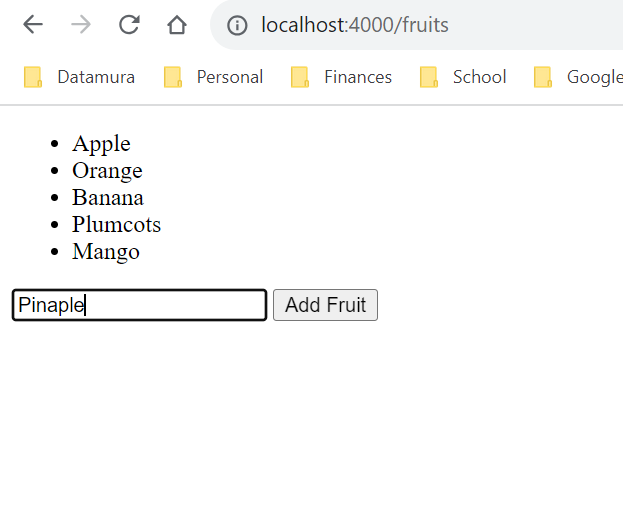 localhost:4000/fruits
Datamura Personal Finances School Google
Apple
Orange
Banana
Plumcots
Mango
Pinaple Add Fruit